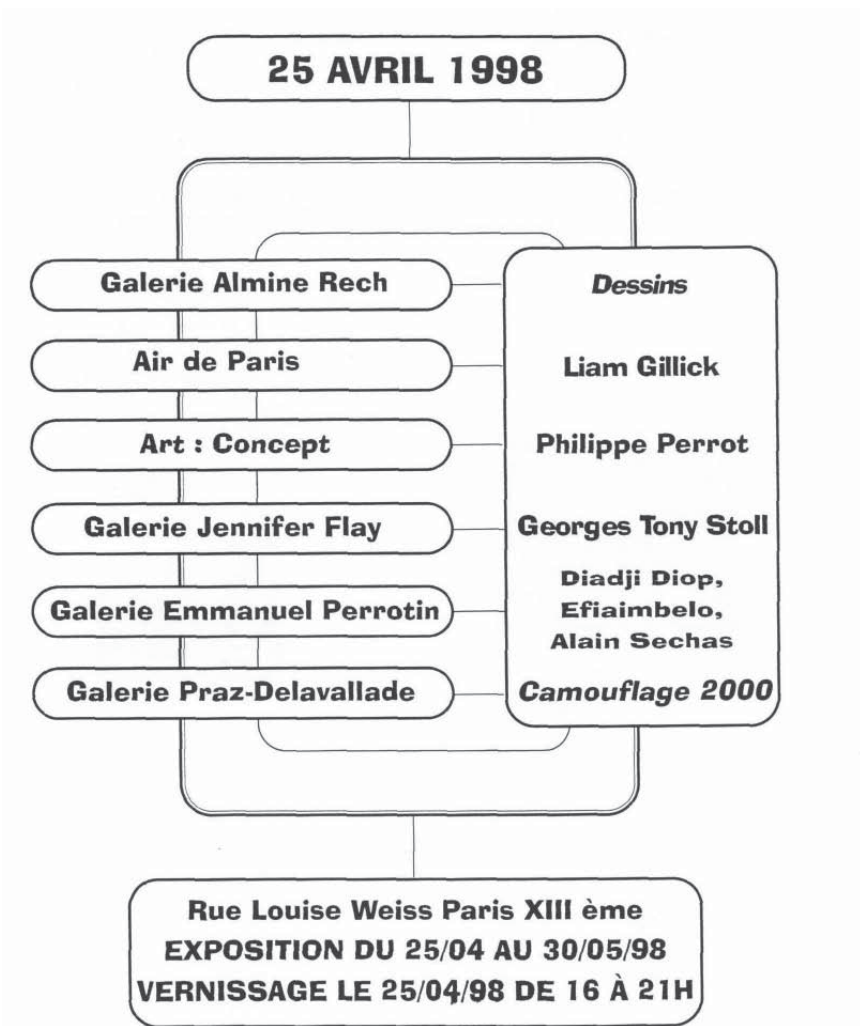 25 AVRIL 1998
Galerie Almine Rech
Dessins
Air de Paris
Liam Gillick
Art : Concept
Philippe Perrot
Galerie Jennifer Flay
Georges Tony Stoll
Galerie Emmanuel Perrotin
Diadji Diop,
Efiaimbelo,
Alain Sechas
Galerie Praz-Delavallade
Camouflage 2000
Rue Louise Weiss Paris XIII ème
EXPOSITION DU 25/04 AU 30/05/98
VERNISSAGE LE 25/04/98 DE 16 À 21H